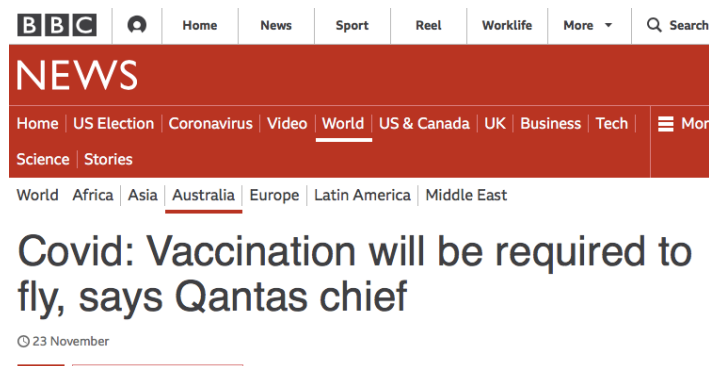 BBC Home News Sport Reel Worklife More Search
NEWS
Home US Election Coronavirus Video World US & Canada UK Business Tech Mor
Science Stories
World Africa Asia Australia Europe Latin America Middle East
Covid: Vaccination will be required to
fly, says Qantas chief
23 November